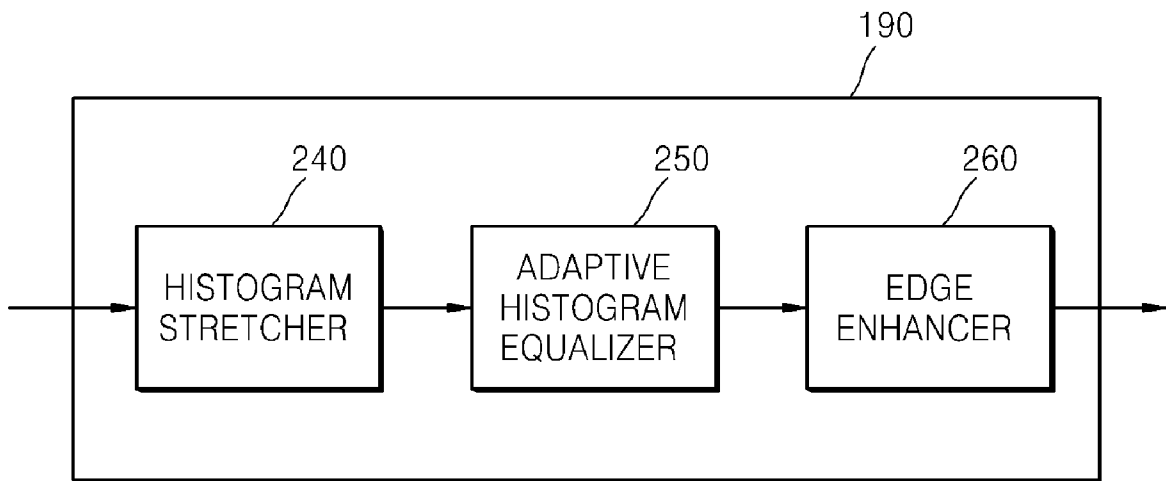 190
240
250
260
HISTOGRAM
STRETCHER
ADAPTIVE
HISTOGRAM
EQUALIZER
EDGE
ENHANCER